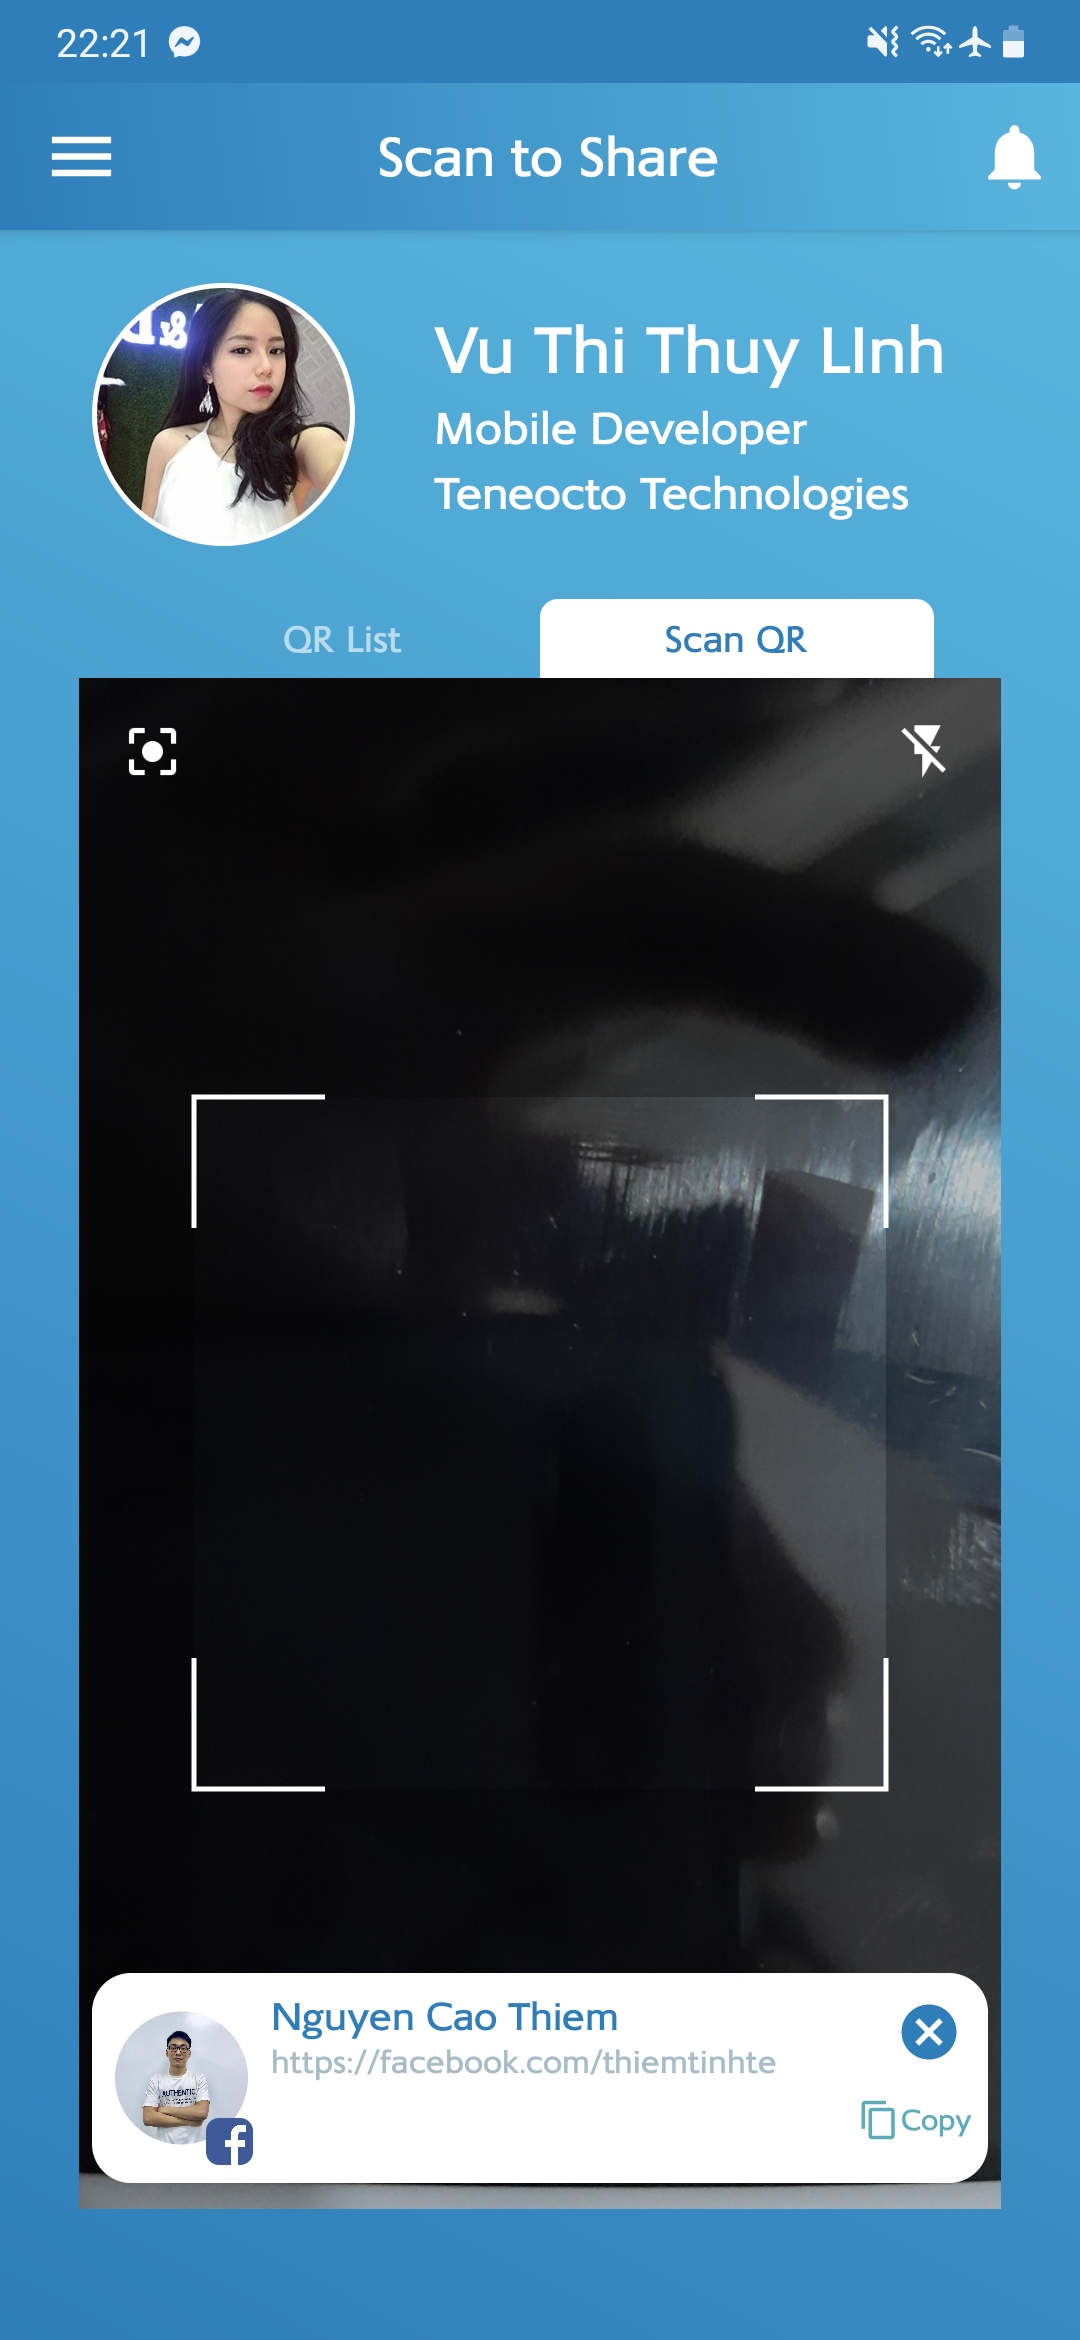 22:21
Scan to Share
&D
Vu Thi Thuy LInh
Mobile Developer
Teneocto Technologies
QR List
Scan QR
Nguyen Cao Thiem
https://facebook.com/thiemtinhte
AUTHENTIC
Copy